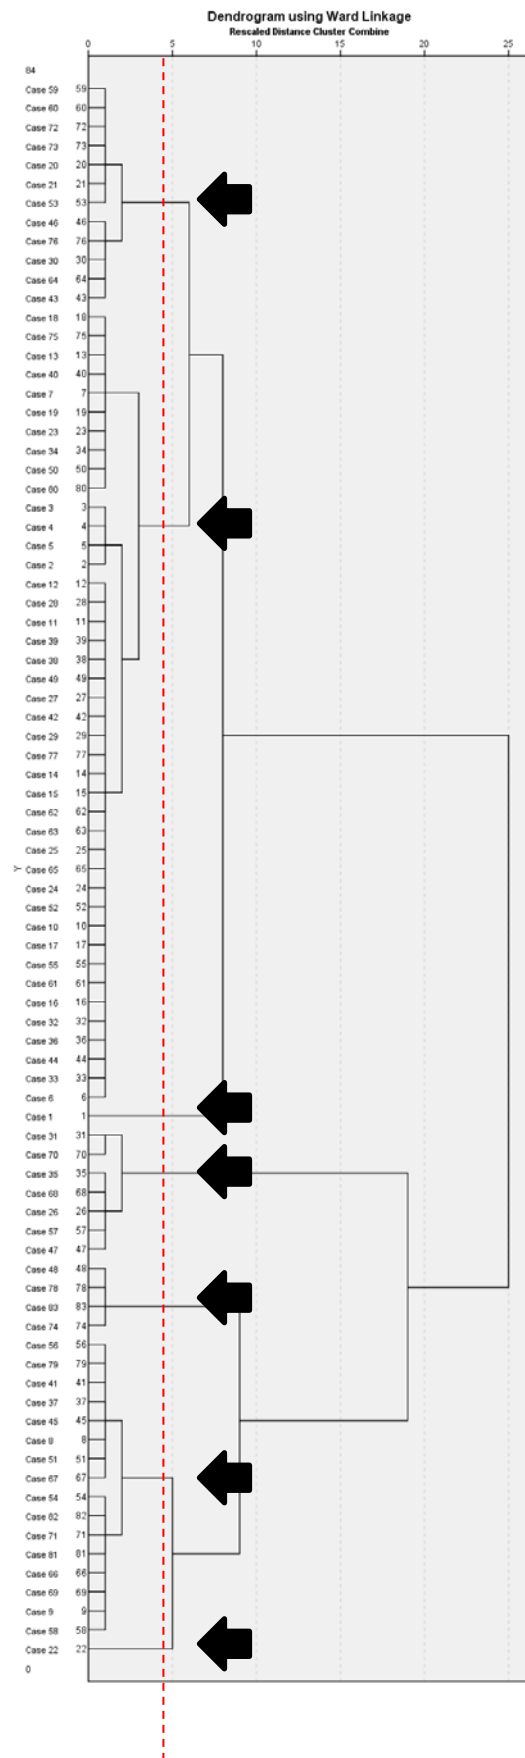 Dendrogram using Ward Linkage
Rescaled Distance Cluster Combine
0 5 10 15 20 25
84
Case 59 59
Case 60 60
Case 72 72
Case 73 73
Case 20 20
Case 21 21
Case 53 53
Case 46 46
Case 76 76
Case 30 30
Case 64 64
Case 43 43
Case 18 18
Case 75 75
Case 13 13
Case 40 40
Case 7 7
Case 19 19
Case 23 23
Case 34 34
Case 50 50
Case 80 80
Case 3 3
Case 4 4
Case 5 5
Case 2 2
Case 12 12
Case 28 28
Case 11 11
Case 39 39
Case 38 38
Case 49 49
Case 27 27
Case 42 42
Case 29 29
Case 77 77
Case 14 14
Case 15 15
Case 62 62
Case 63 63
Case 25 25
Y Case 65 65
Case 24 24
Case 52 52
Case 10 10
Case 17 17
Case 55 55
Case 61 61
Case 16 16
Case 32 32
Case 36 36
Case 44 44
Case 33 33
Case 6 6
Case 1 1
Case 31 31
Case 70 70
Case 35 35
Case 68 68
Case 26 26
Case 57 57
Case 47 47
Case 48 48
Case 78 78
Case 83 83
Case 74 74
Case 56 56
Case 79 79
Case 41 41
Case 37 37
Case 45 45
Case 8 8
Case 51 51
Case 67 67
Case 54 54
Case 82 82
Case 71 71
Case 81 81
Case 66 66
Case 69 69
Case 9 9
Case 58 58
Case 22 22
0